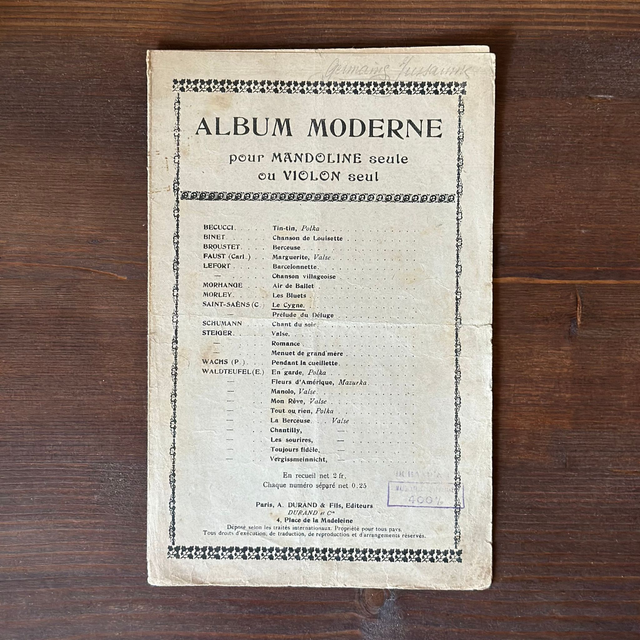 Germaine
ALBUM MODERNE
pour MANDOLINE seule
ou VIOLON seul
BECUCCI. Tin-tin, Polka
BINET Chanson de Louisette
BROUSTET. Berceuse
FAUST (Carl.) Marguerite, Valse
LEFORT Barcelonnette
— Chanson villageoise
MORHANGE Air de Ballet
MORLEY. Les Bluets
SAINT-SAËNS (C.) Le Cygne.
— Prélude du Déluge
SCHUMANN Chant du soir
STEIGER. Valse.
— Romance
— Menuet de grand'mère
WACHS (P.) Pendant la cueillette
WALDTEUFEL (E.) En garde, Polka
— Fleurs d'Amérique, Mazurka
— Manolo, Valse
— Mon Rêve, Valse
— Tout ou rien, Polka
— La Berceuse Valse
— Chantilly, —
— Les sourires, —
— Toujours fidèle, —
— Vergissmeinnicht, —
En recueil net 2 fr.
Chaque numéro séparé net 0.25
DURAND
400%
Paris, A. DURAND & Fils, Editeurs
DURAND et Cie
4, Place de la Madeleine
Déposé selon les traités internationaux. Propriété pour tous pays.
Tous droits d'exécution, de traduction, de reproduction et d'arrangements réservés.